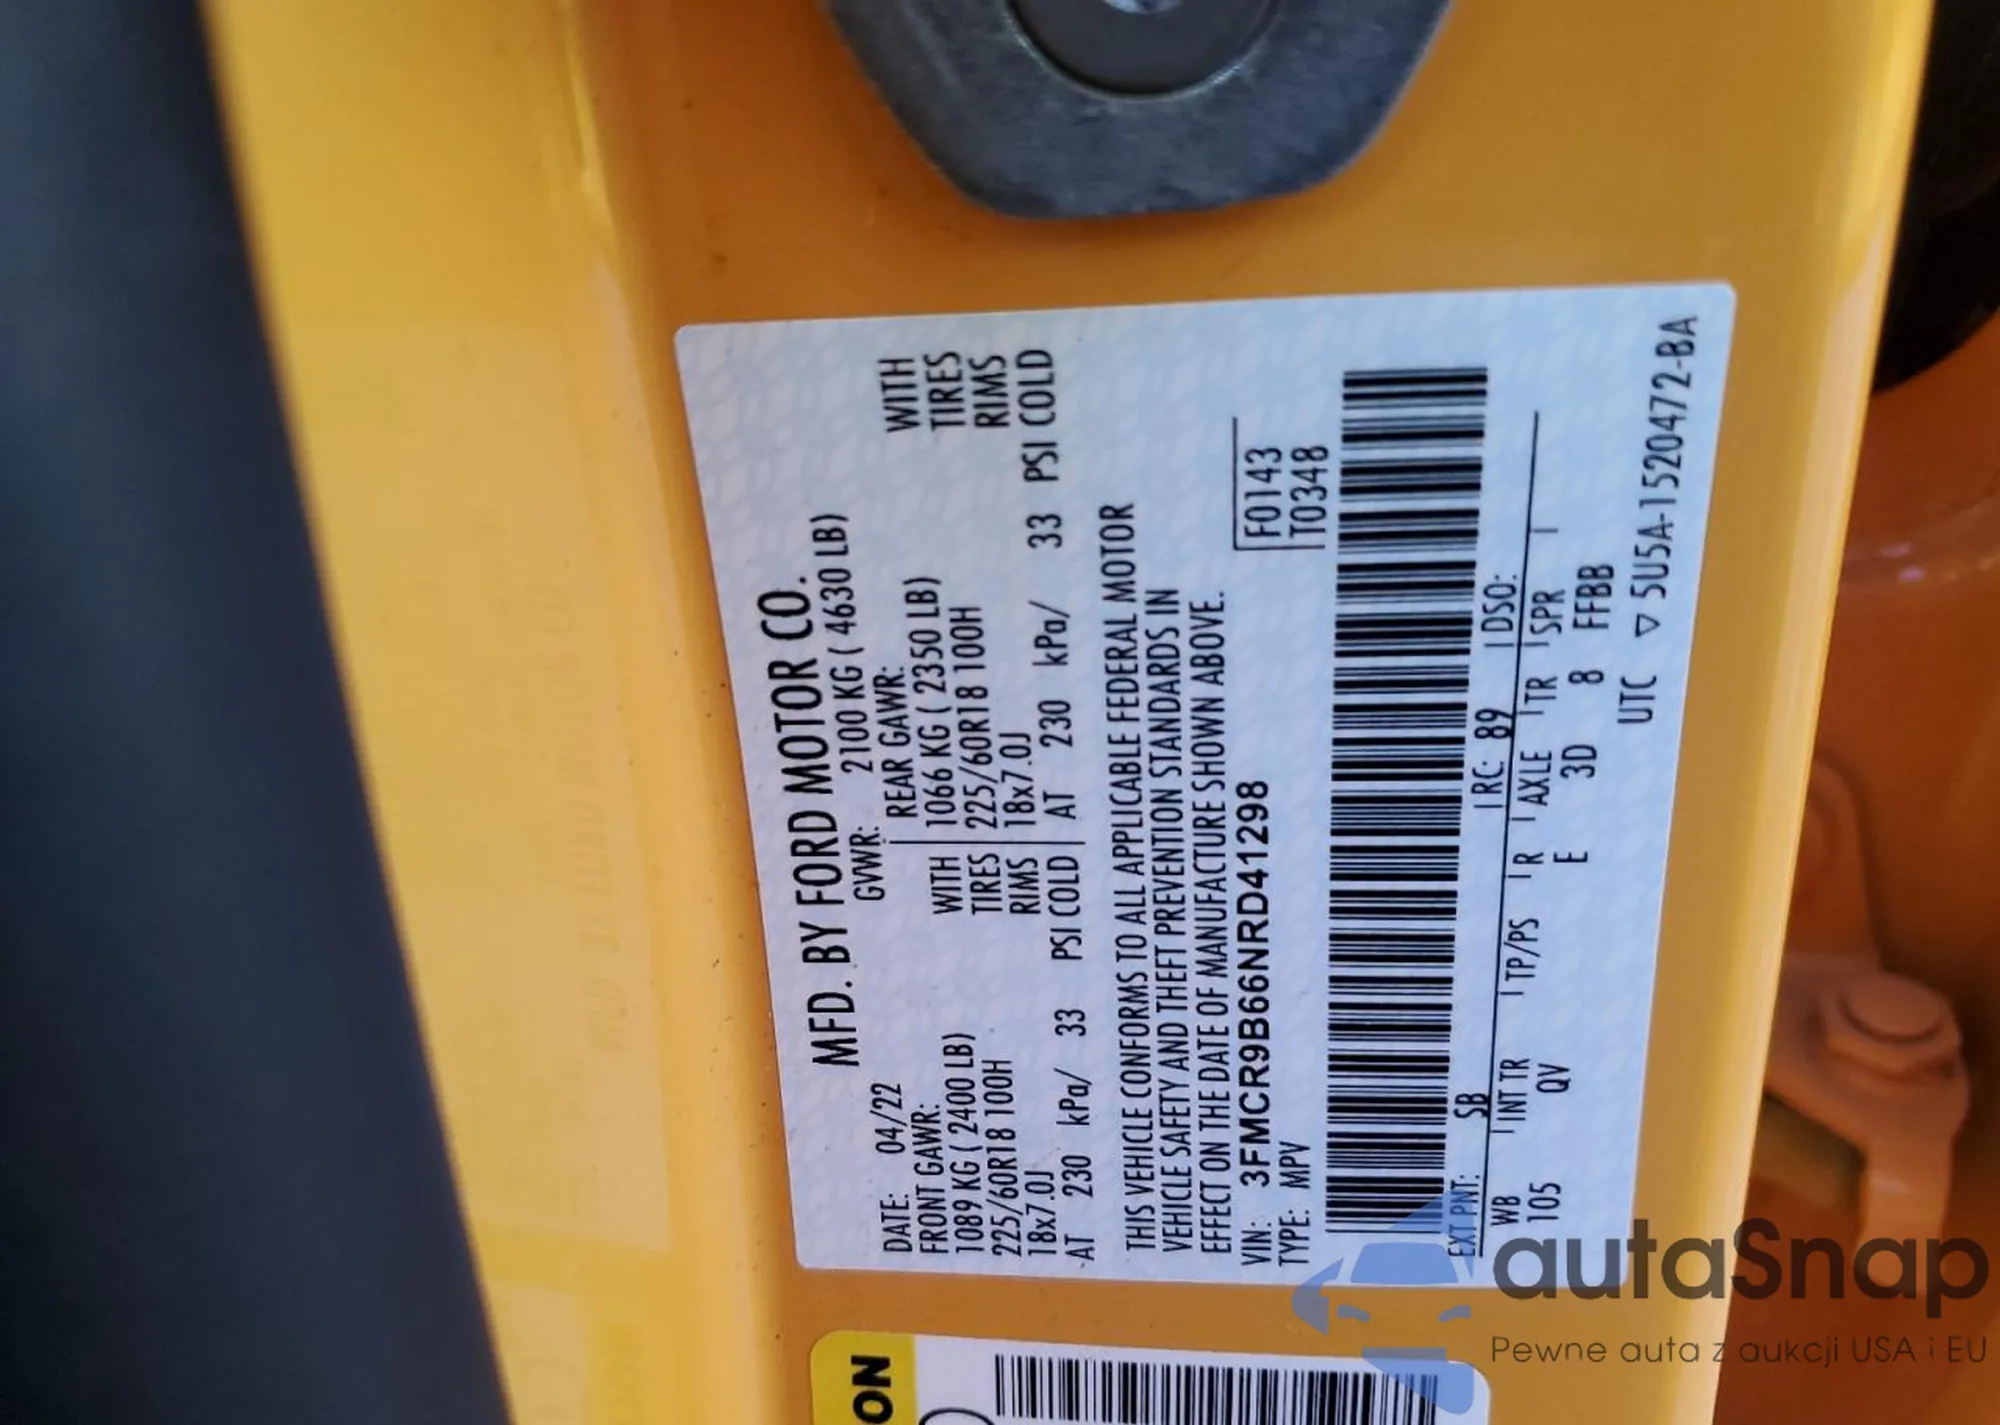 MFD. BY FORD MOTOR CO.
DATE: 04/22 GVWR: 2100 KG ( 4630 LB)
FRONT GAWR: REAR GAWR:
1089 KG ( 2400 LB) WITH 1066 KG ( 2350 LB) WITH
225/60R18 100H TIRES 225/60R18 100H TIRES
18x7.0J RIMS 18x7.0J RIMS
AT 230 kPa/ 33 PSI COLD AT 230 kPa/ 33 PSI COLD
THIS VEHICLE CONFORMS TO ALL APPLICABLE FEDERAL MOTOR
VEHICLE SAFETY AND THEFT PREVENTION STANDARDS IN
EFFECT ON THE DATE OF MANUFACTURE SHOWN ABOVE.
VIN: 3FMCR9B66NRD41298 F0143
TYPE: MPV T0348
EXT PNT: SB RC: 89 DSO:
WB INT TR TP/PS R AXLE TR SPR
105 QV E 3D 8 FFBB
UTC ▽ 5U5A-1520472-BA
ON
autaSnap
Pewne auta z aukcji USA i EU